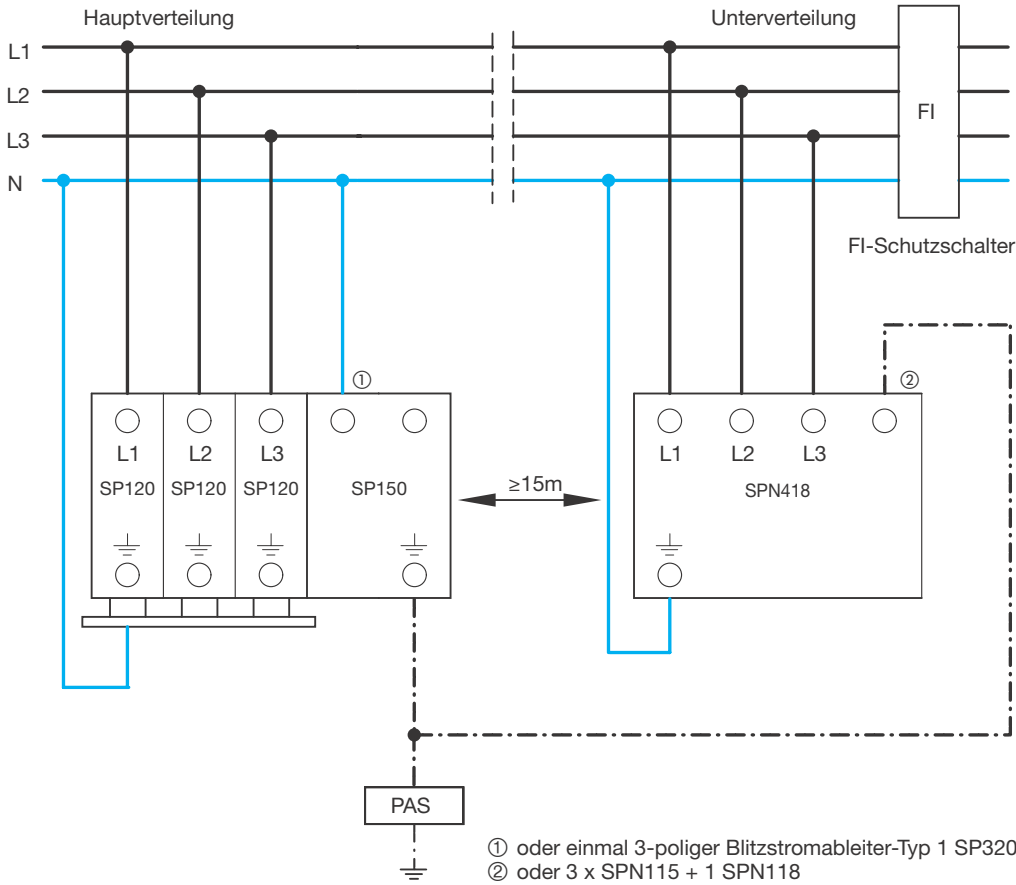 Hauptverteilung Unterverteilung
L1
L2
L3
N
FI
FI-Schutzschalter
① ②
L1 L2 L3 L1 L2 L3
SP120 SP120 SP120 SP150 ≥15m SPN418
PAS
① oder einmal 3-poliger Blitzstromableiter-Typ 1 SP320
② oder 3 x SPN115 + 1 SPN118